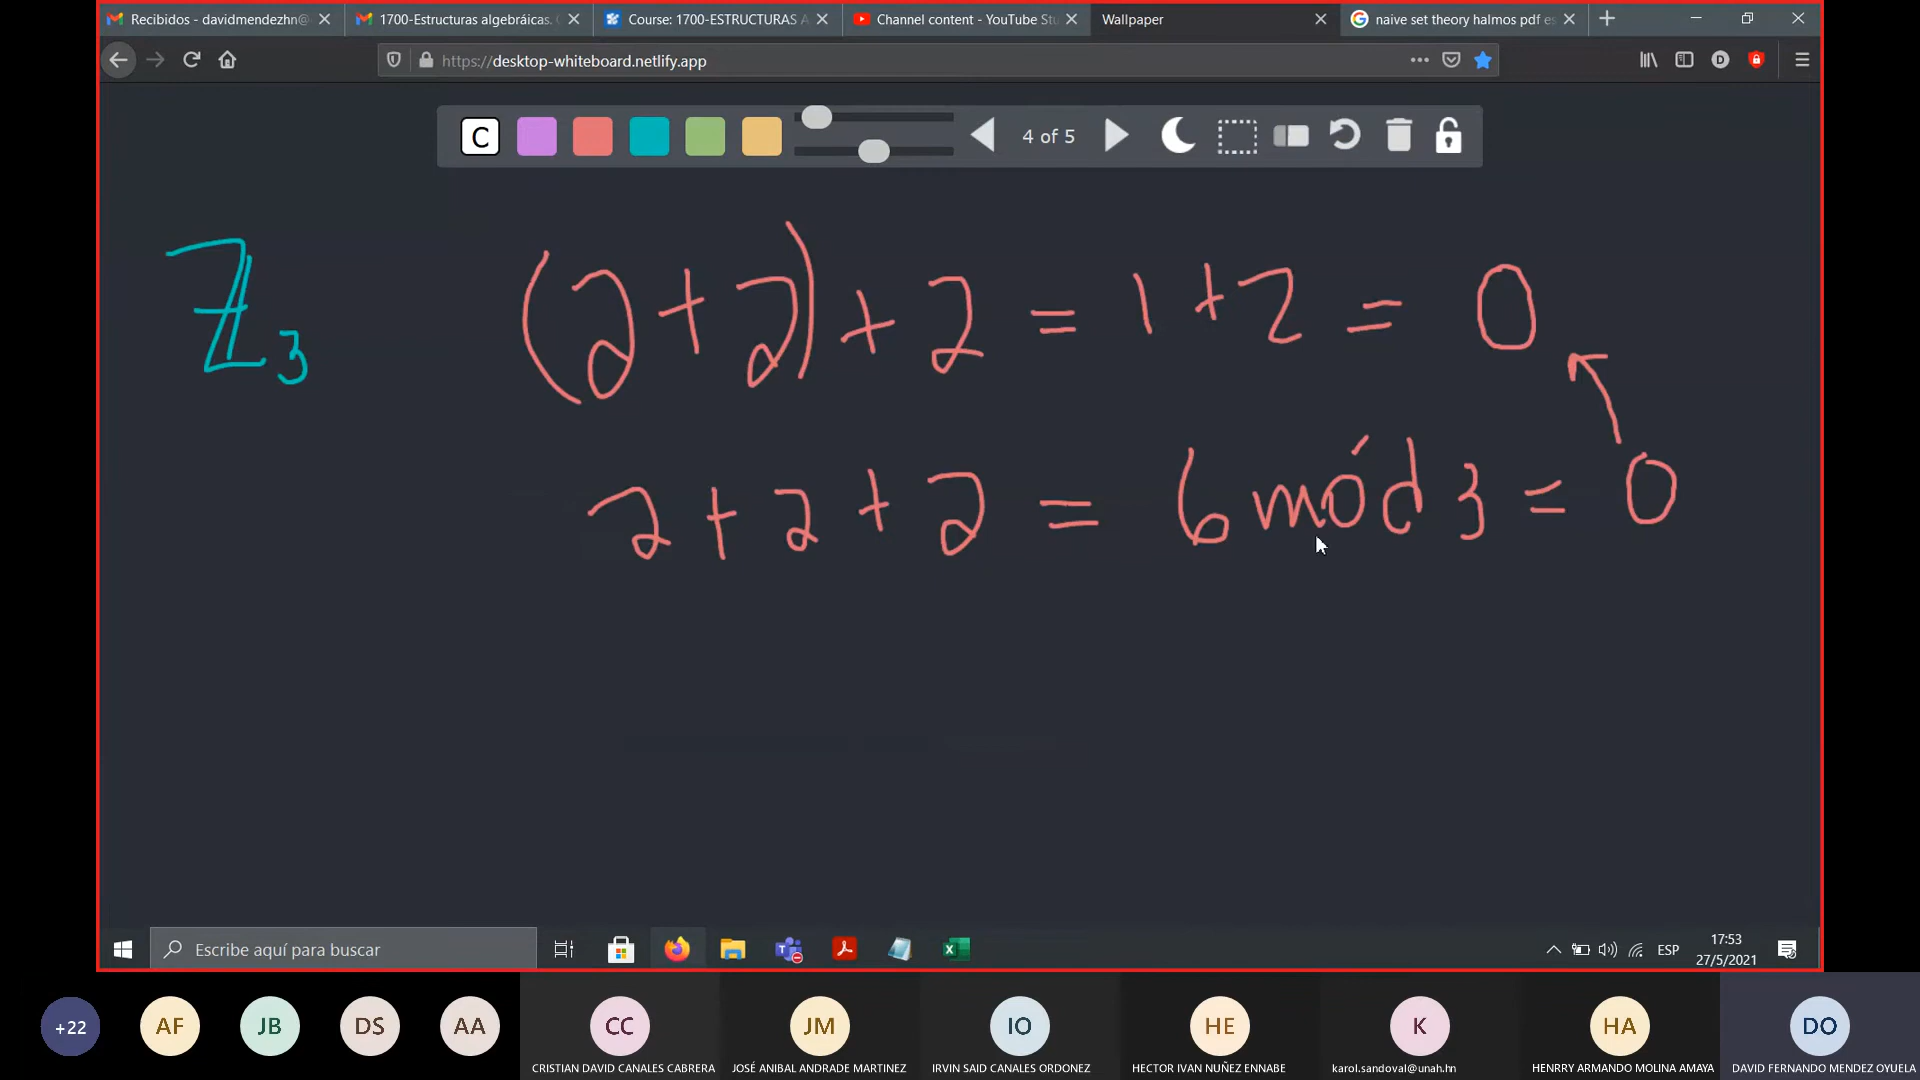 Recibidos - davidmendezhn@
1700-Estructuras algebráicas.
Course: 1700-ESTRUCTURAS A
Channel content - YouTube Stu
Wallpaper
naive set theory halmos pdf es
https://desktop-whiteboard.netlify.app
C
4 of 5
ℤ3 (2+2)+2 = 1+2 = 0
2+2+2 = 6 mód 3 = 0
Escribe aquí para buscar
ESP
17:53
27/5/2021
+22
AF
JB
DS
AA
CC
JM
IO
HE
K
HA
DO
CRISTIAN DAVID CANALES CABRERA
JOSÉ ANIBAL ANDRADE MARTINEZ
IRVIN SAID CANALES ORDONEZ
HECTOR IVAN NUÑEZ ENNABE
karol.sandoval@unah.hn
HENRRY ARMANDO MOLINA AMAYA
DAVID FERNANDO MENDEZ OYUELA